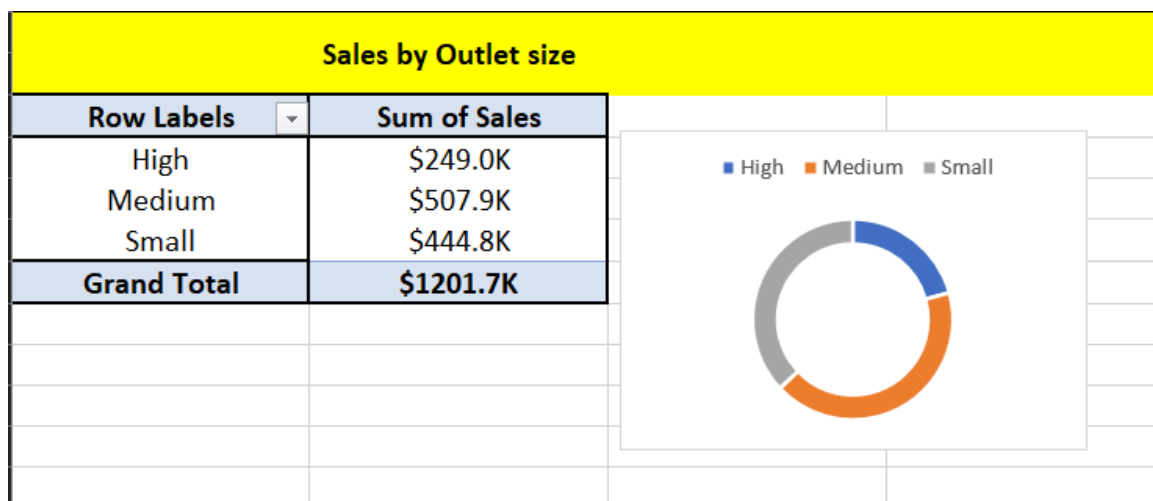 Sales by Outlet size
Row Labels Sum of Sales
High $249.0K
Medium $507.9K
Small $444.8K
Grand Total $1201.7K
High Medium Small